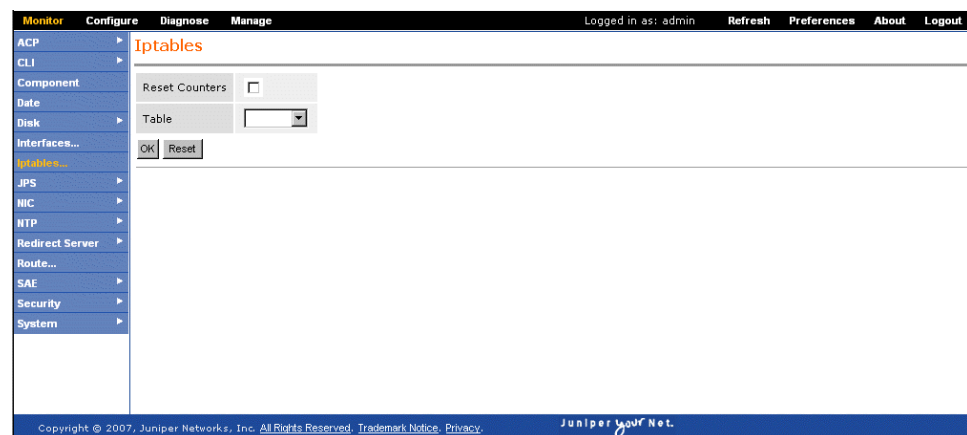 Monitor Configure Diagnose Manage Logged in as: admin Refresh Preferences About Logout
ACP
CLI
Component
Date
Disk
Interfaces...
Iptables...
JPS
NIC
NTP
Redirect Server
Route...
SAE
Security
System
Iptables
Reset Counters
Table
OK Reset
Copyright © 2007, Juniper Networks, Inc. All Rights Reserved. Trademark Notice. Privacy.
Juniper your Net.